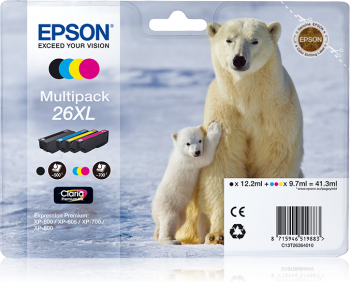 EPSON
EXCEED YOUR VISION
EPSON
Multipack
26XL
Claria
Premium
Expression Premium:
XP-600 /
XP-605 / XP-700 /
XP-800
x 12.2ml + x 9.7ml = 41.3ml
CE
8 715946 519883 >
C13T26364010